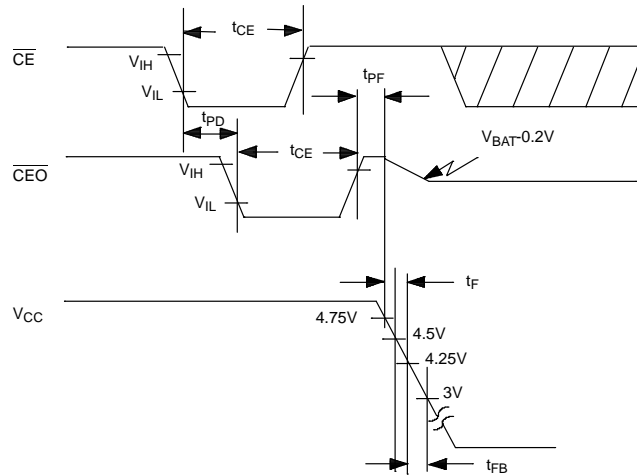 tCE
CE
VIH
tPF
VIL
tPD
VBAT-0.2V
tCE
CEO
VIH
VIL
tF
VCC
4.75V
4.5V
4.25V
3V
tFB